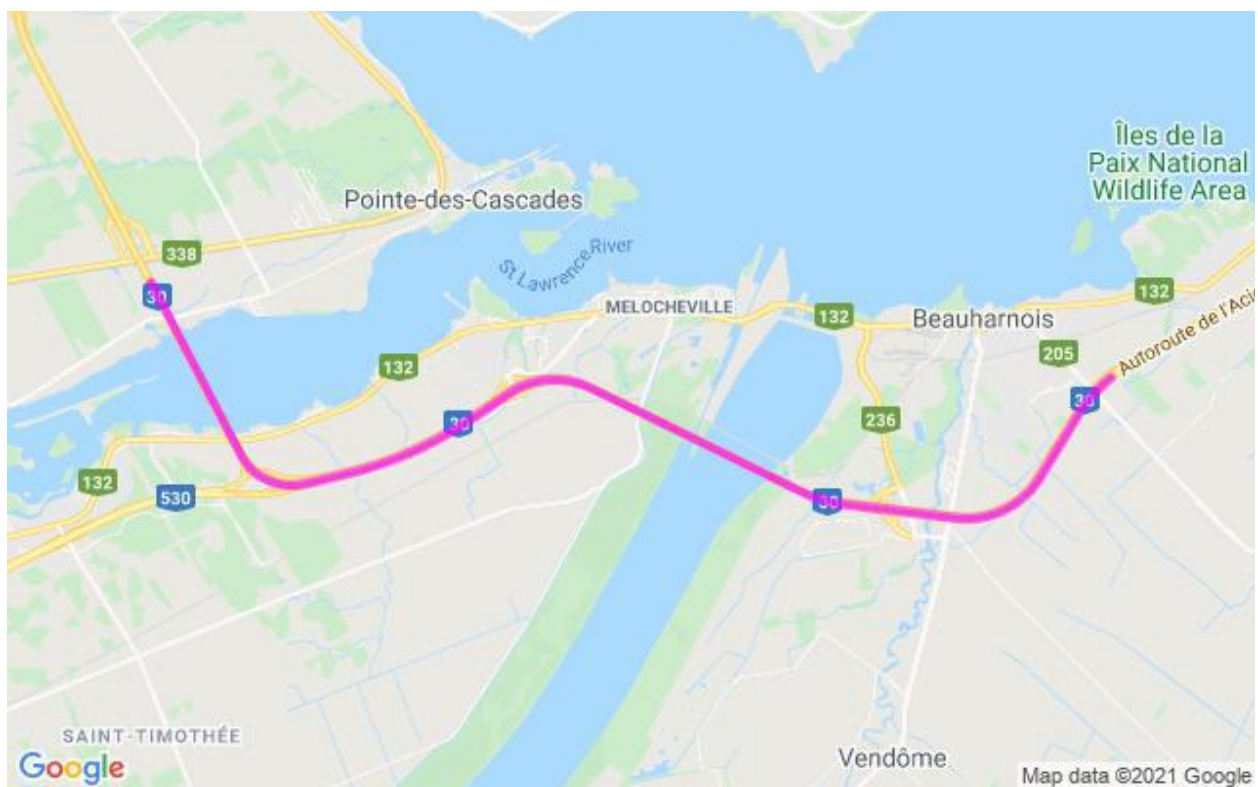 Îles de la
Paix National
Wildlife Area
Pointe-des-Cascades
338
St Lawrence River
30
132
MELOCHEVILLE
132
Beauharnois
205
Autoroute de l'Acie
132
30
30
236
132
530
30
SAINT-TIMOTHÉE
Vendôme
Google
Map data ©2021 Google